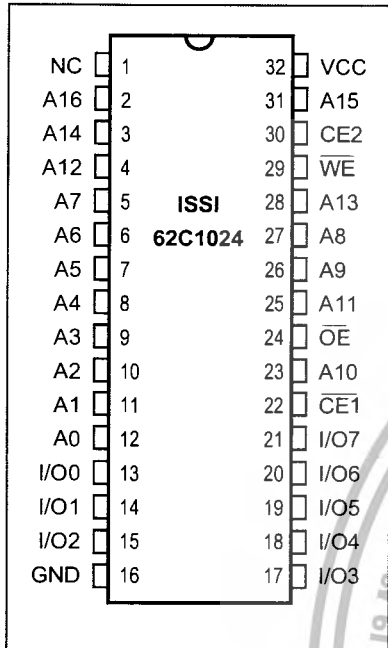 NC 1 32 VCC
A16 2 31 A15
A14 3 30 CE2
A12 4 29 W̅E̅
A7 5 ISSI 28 A13
A6 6 62C1024 27 A8
A5 7 26 A9
A4 8 25 A11
A3 9 24 O̅E̅
A2 10 23 A10
A1 11 22 C̅E̅1̅
A0 12 21 I/O7
I/O0 13 20 I/O6
I/O1 14 19 I/O5
I/O2 15 18 I/O4
GND 16 17 I/O3